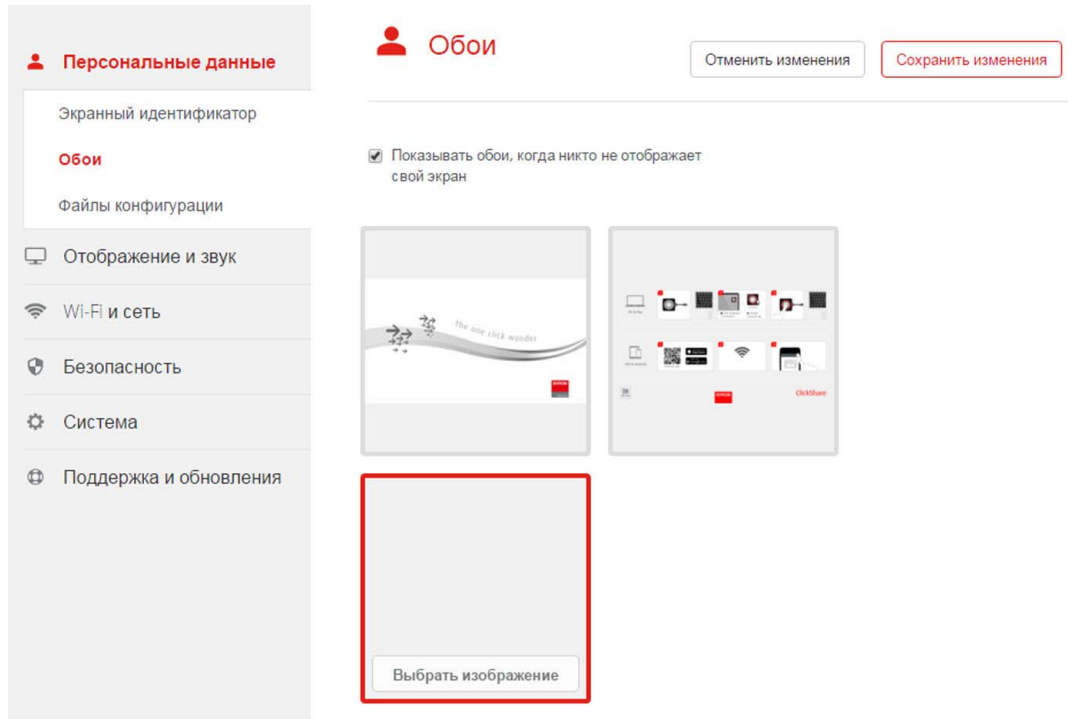 Персональные данные
Экранный идентификатор
Обои
Файлы конфигурации
Отображение и звук
Wi-Fi и сеть
Безопасность
Система
Поддержка и обновления
Обои
Отменить изменения
Сохранить изменения
Показывать обои, когда никто не отображает
свой экран
the one click wonder
ClickShare
Выбрать изображение